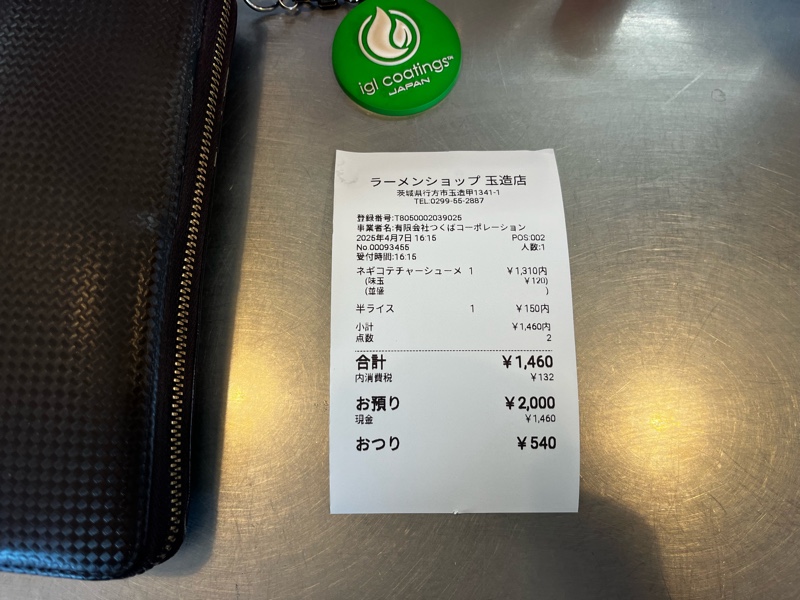 igl coatings™
JAPAN
ラーメンショップ 玉造店
茨城県行方市玉造甲1341-1
TEL.0299-55-2887
登録番号:T8050002039025
事業者名:有限会社つくばコーポレーション
2025年4月7日 16:15 POS:002
No.00093455 人数:1
受付時間:16:15
ネギコテチャーシューメ 1 ¥1,310円
(味玉 ¥120)
(並盛 )
半ライス 1 ¥150円
小計 ¥1,460円
点数 2
合計 ¥1,460
内消費税 ¥132
お預り ¥2,000
現金 ¥1,460
おつり ¥540